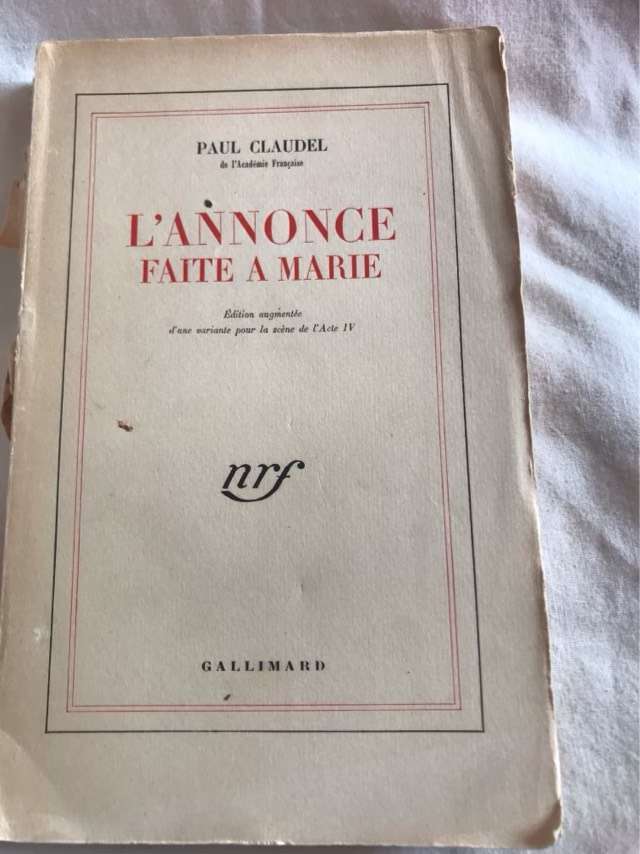 PAUL CLAUDEL
de l'Académie Française
L'ANNONCE
FAITE A MARIE
Édition augmentée
d'une variante pour la scène de l'Acte IV
nrf
GALLIMARD